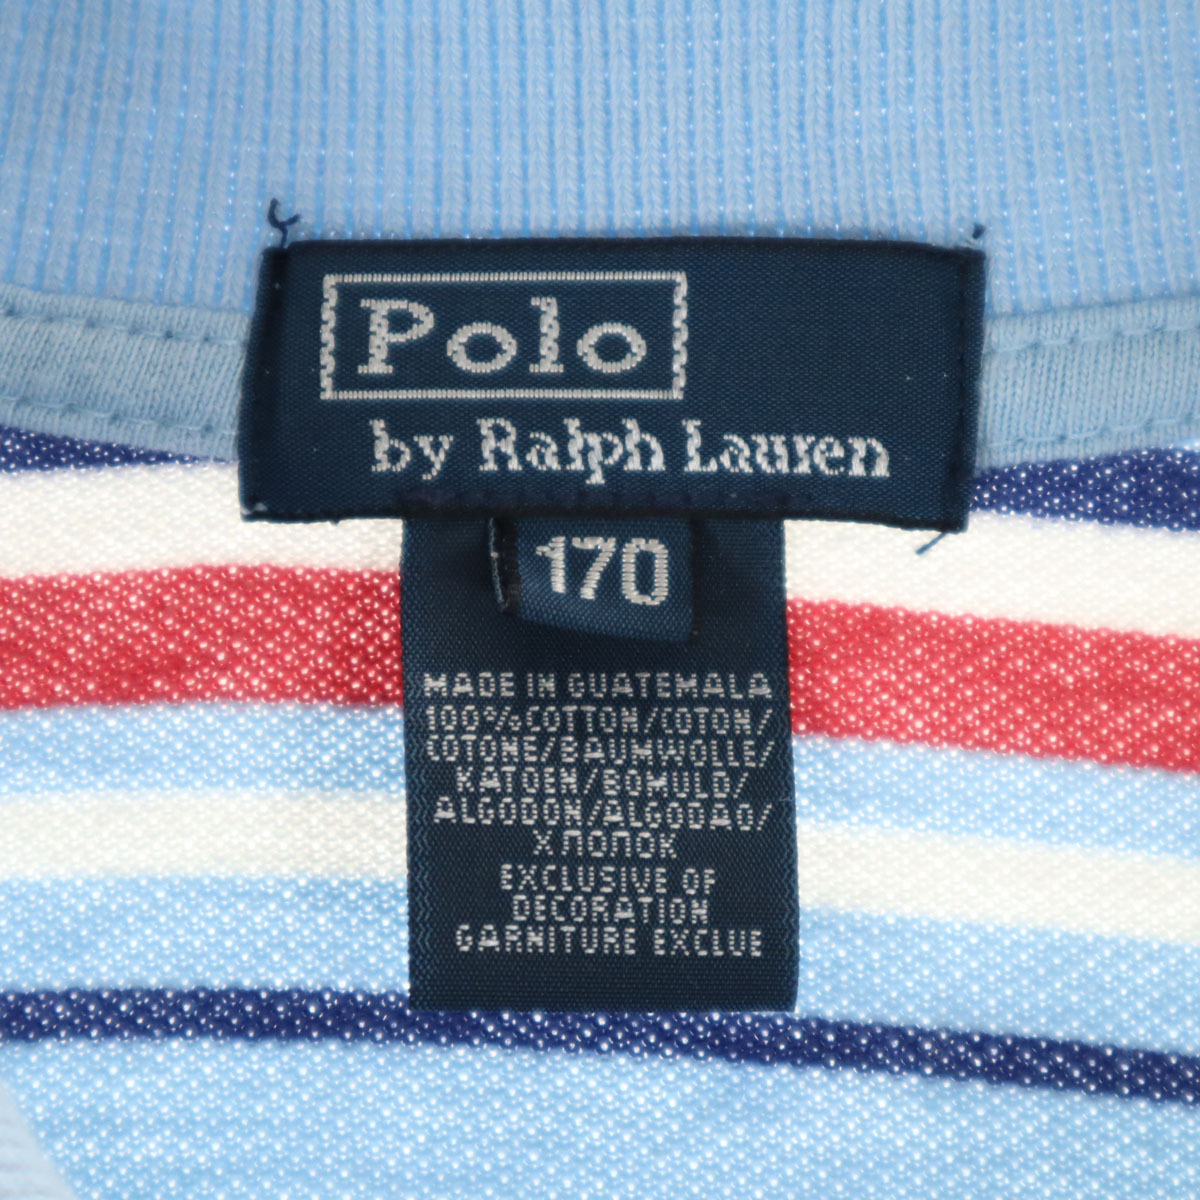 Polo
by Ralph Lauren
170
MADE IN GUATEMALA
100% COTTON/COTON/
COTONE/BAUMWOLLE/
KATOEN/BOMULD/
ALGODON/ALGODAO/
ХЛОПОК
EXCLUSIVE OF
DECORATION
GARNITURE EXCLUE